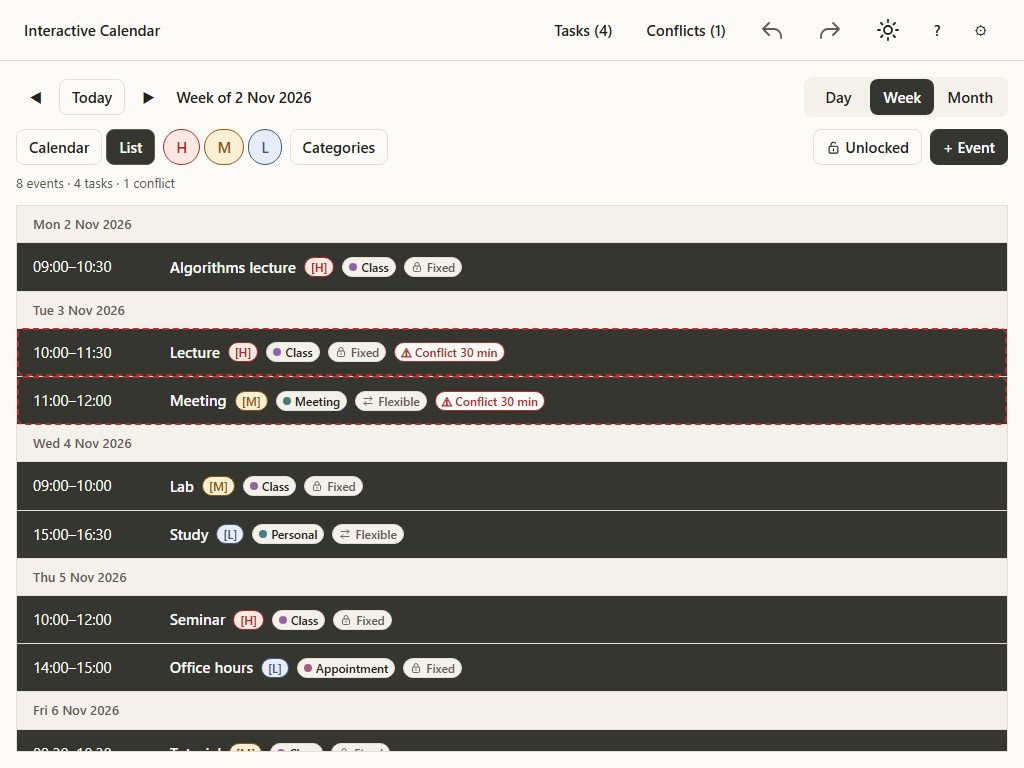 Interactive Calendar Tasks (4) Conflicts (1) ?
◀ Today ▶ Week of 2 Nov 2026 Day Week Month
Calendar List H M L Categories Unlocked + Event
8 events · 4 tasks · 1 conflict
Mon 2 Nov 2026
09:00–10:30 Algorithms lecture [H] Class Fixed
Tue 3 Nov 2026
10:00–11:30 Lecture [H] Class Fixed Conflict 30 min
11:00–12:00 Meeting [M] Meeting Flexible Conflict 30 min
Wed 4 Nov 2026
09:00–10:00 Lab [M] Class Fixed
15:00–16:30 Study [L] Personal Flexible
Thu 5 Nov 2026
10:00–12:00 Seminar [H] Class Fixed
14:00–15:00 Office hours [L] Appointment Fixed
Fri 6 Nov 2026